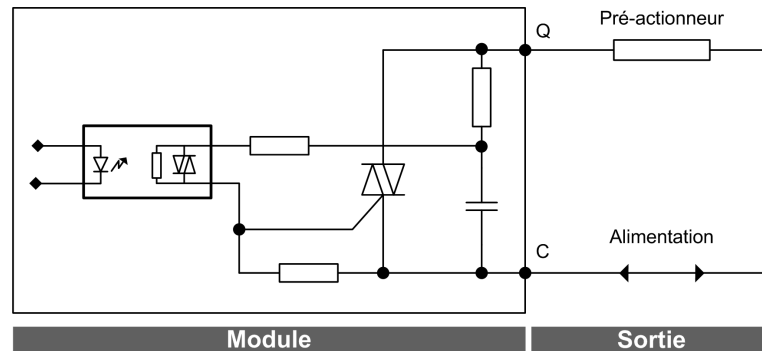 Pré-actionneur
Q
C
Alimentation
Module
Sortie